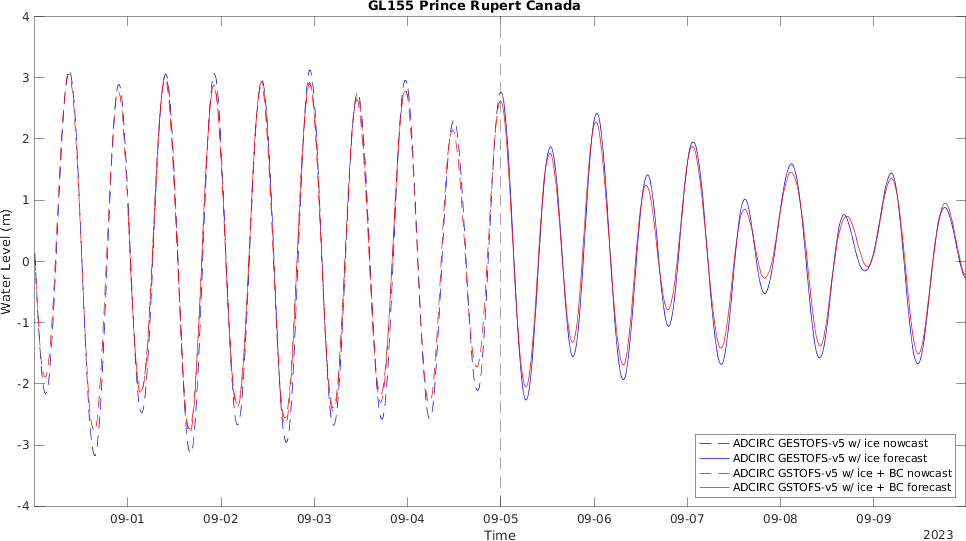 GL155 Prince Rupert Canada
4
3
2
1
0
-1
-2
-3
-4
Water Level (m)
09-01
09-02
09-03
09-04
09-05
09-06
09-07
09-08
09-09
Time
2023
ADCIRC GESTOFS-v5 w/ ice nowcast
ADCIRC GESTOFS-v5 w/ ice forecast
ADCIRC GSTOFS-v5 w/ ice + BC nowcast
ADCIRC GSTOFS-v5 w/ ice + BC forecast